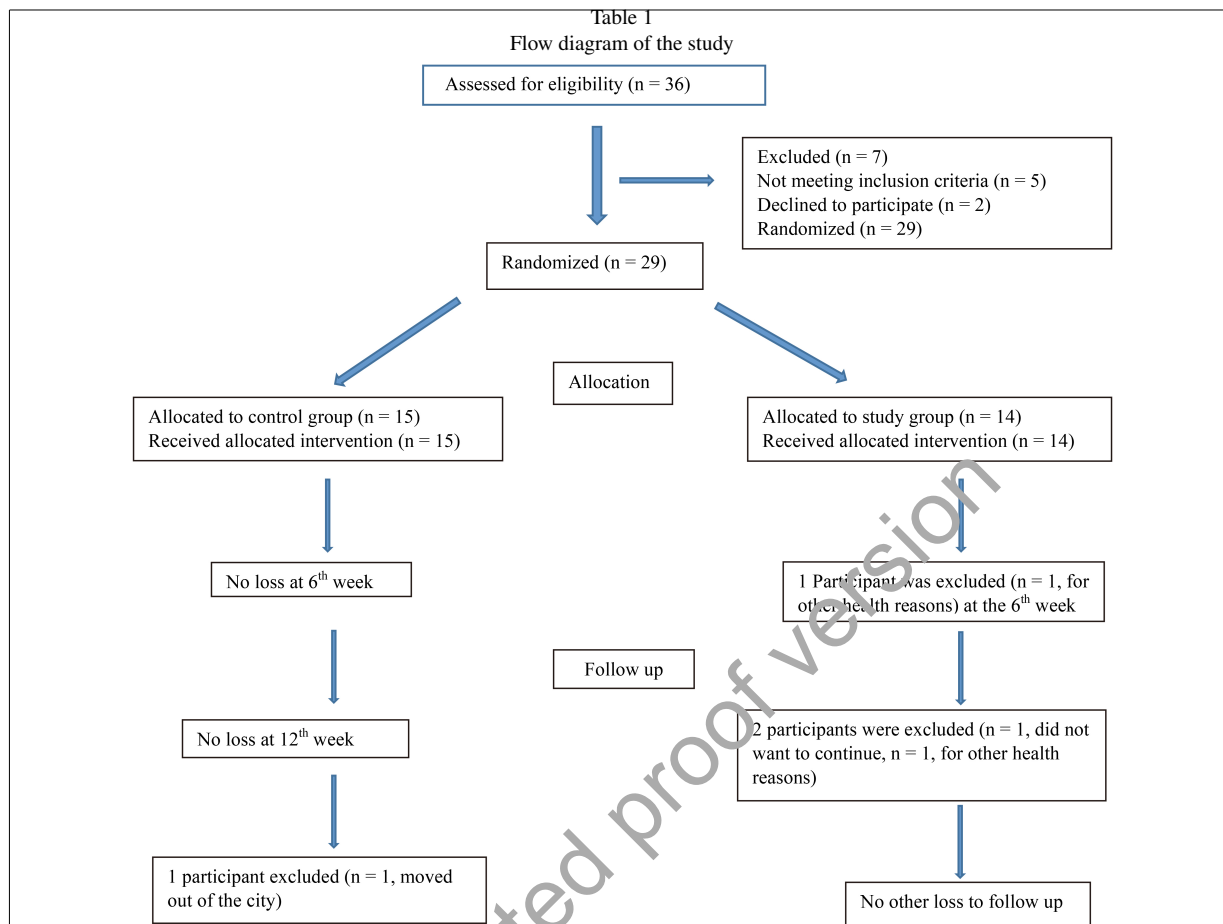 Table 1
Flow diagram of the study
Assessed for eligibility (n = 36)
Excluded (n = 7)
Not meeting inclusion criteria (n = 5)
Declined to participate (n = 2)
Randomized (n = 29)
Randomized (n = 29)
Allocation
Allocated to control group (n = 15)
Received allocated intervention (n = 15)
Allocated to study group (n = 14)
Received allocated intervention (n = 14)
No loss at 6th week
1 Participant was excluded (n = 1, for
other health reasons) at the 6th week
Follow up
No loss at 12th week
2 participants were excluded (n = 1, did not
want to continue, n = 1, for other health
reasons)
1 participant excluded (n = 1, moved
out of the city)
No other loss to follow up
ted proof version